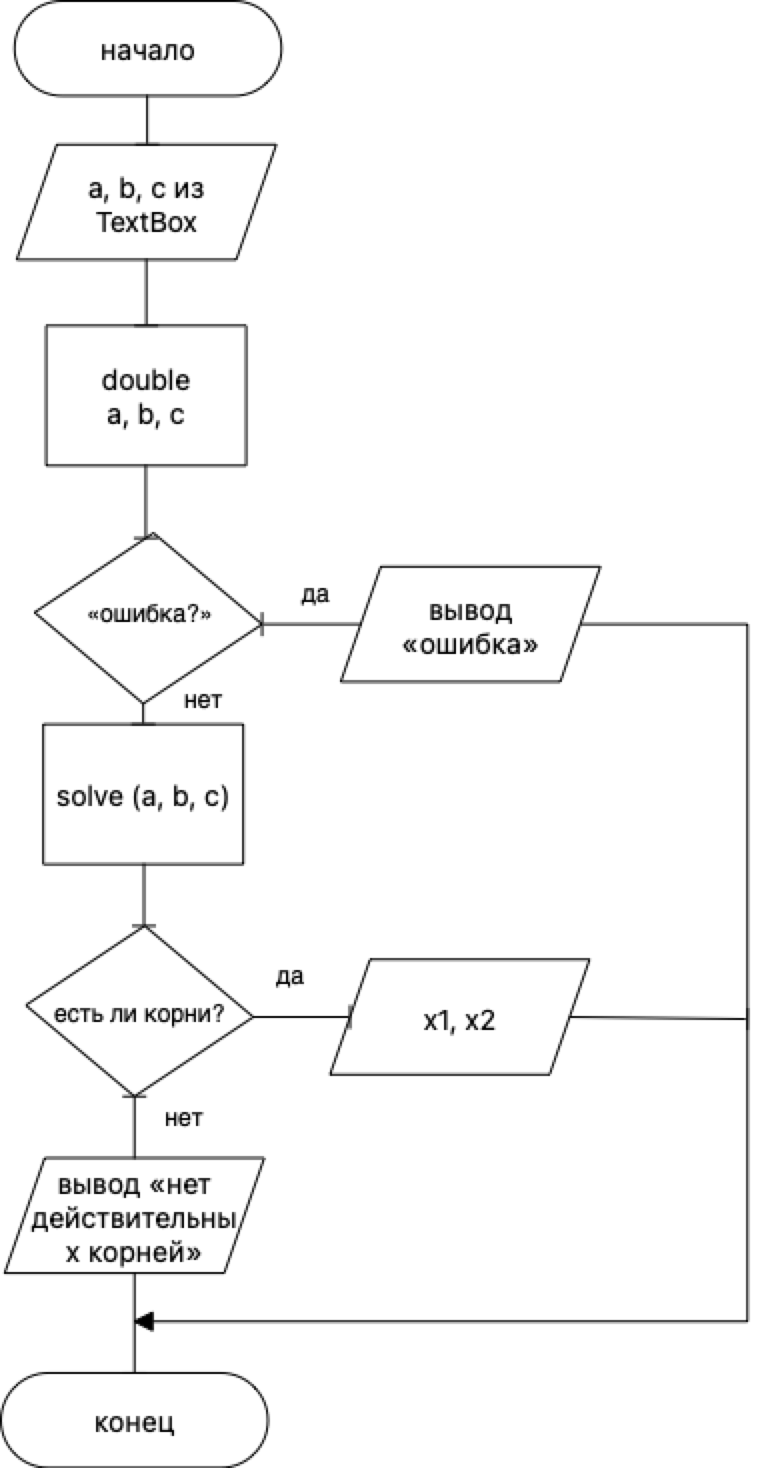 начало
a, b, c из
TextBox
double
a, b, c
«ошибка?»
да
вывод
«ошибка»
нет
solve (a, b, c)
есть ли корни?
да
x1, x2
нет
вывод «нет
действительны
х корней»
конец